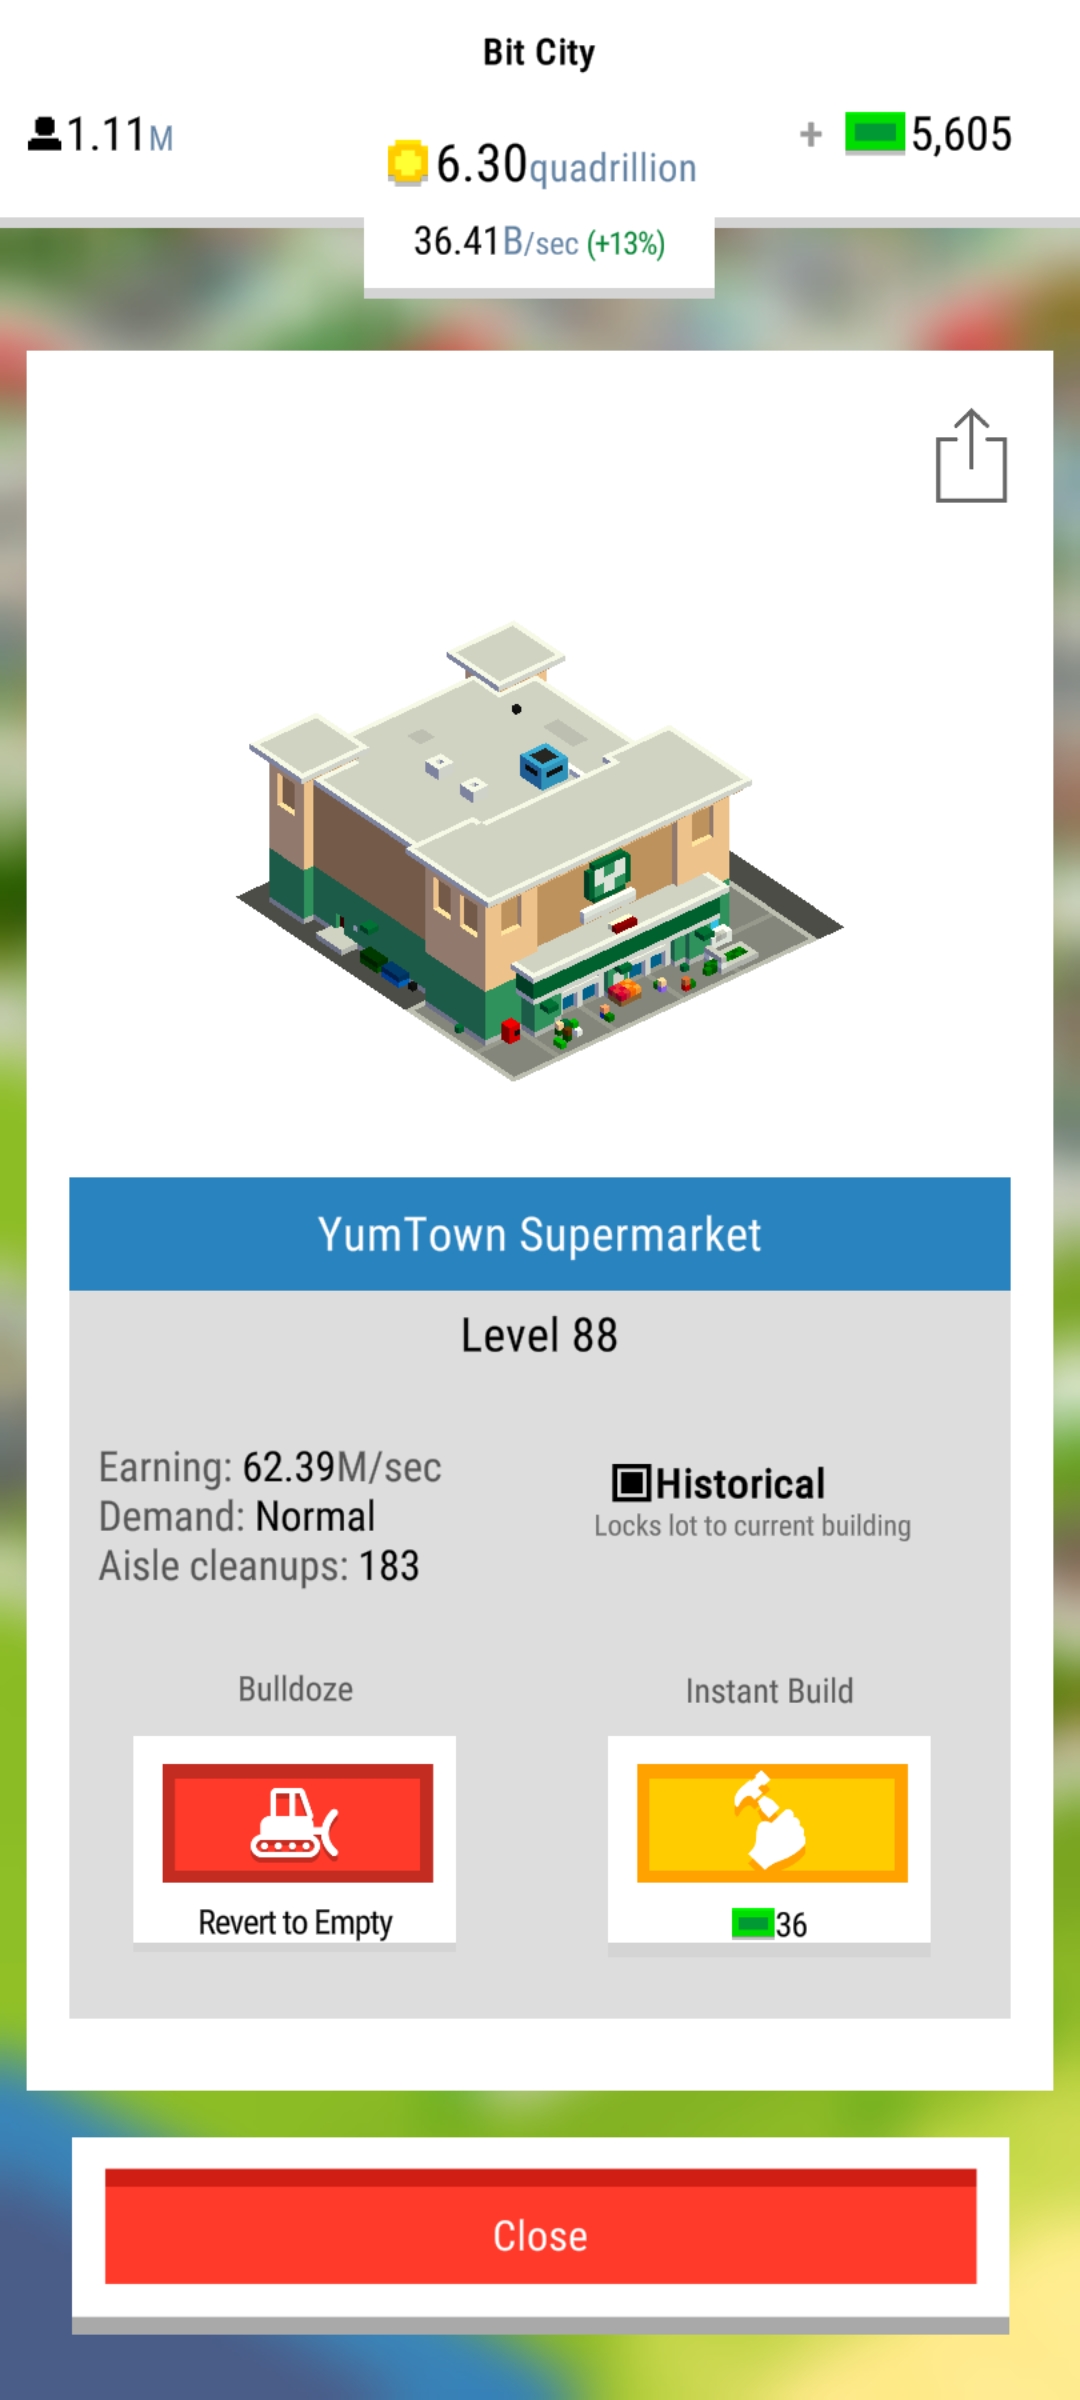 Bit City
1.11M
6.30quadrillion
+ 5,605
36.41B/sec (+13%)
YumTown Supermarket
Level 88
Earning: 62.39M/sec
Demand: Normal
Aisle cleanups: 183
Historical
Locks lot to current building
Bulldoze
Revert to Empty
Instant Build
36
Close